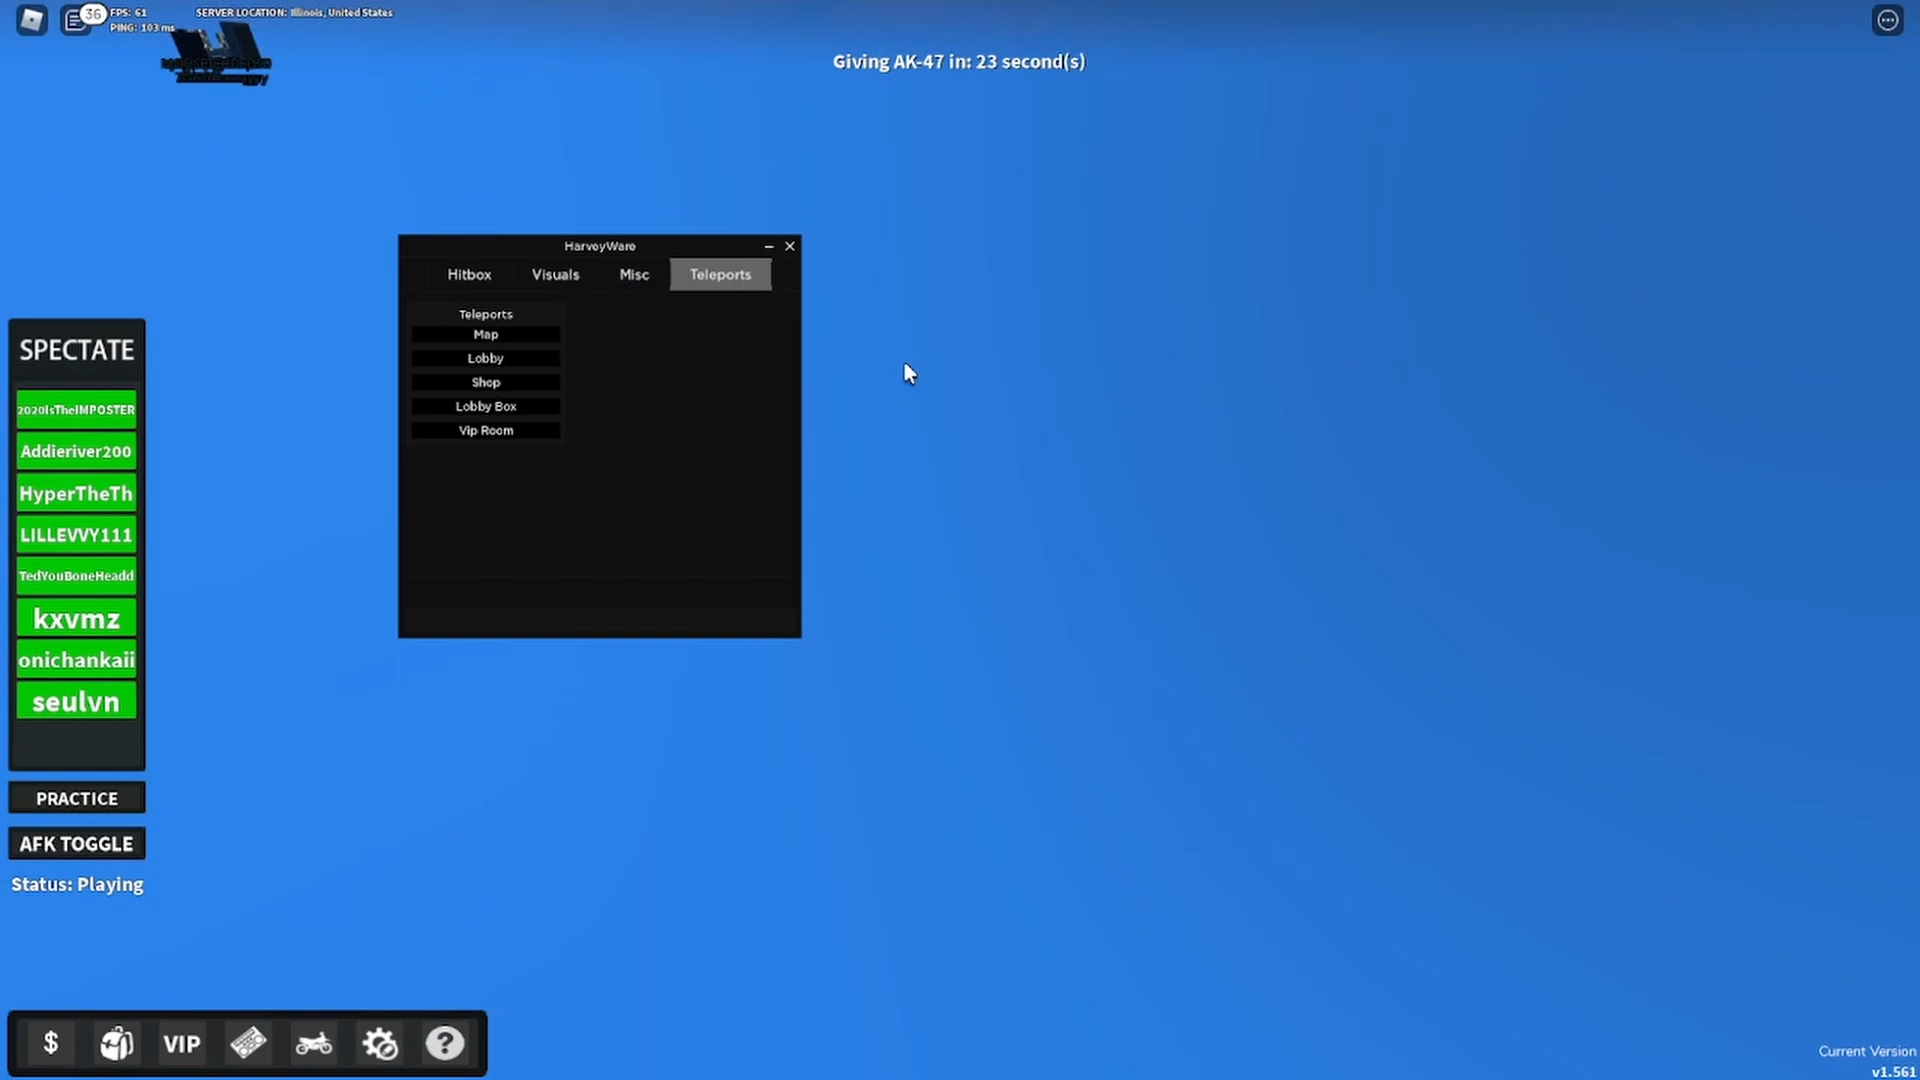 36
FPS: 61
PING: 103 ms
SERVER LOCATION: Illinois, United States
Giving AK-47 in: 23 second(s)
HarveyWare
Hitbox Visuals Misc Teleports
Teleports
Map
Lobby
Shop
Lobby Box
Vip Room
SPECTATE
2020IsTheIMPOSTER
Addieriver200
HyperTheTh
LILLEVVY111
TedYouBoneHeadd
kxvmz
onichankaii
seulvn
PRACTICE
AFK TOGGLE
Status: Playing
$ VIP ?
Current Version
v1.561